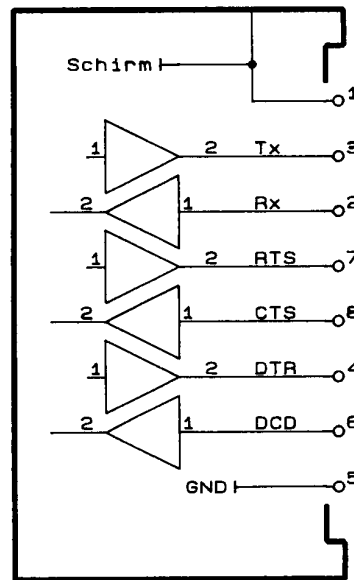 Schirm
1
1 2 Tx 3
2 1 Rx 2
1 2 RTS 7
2 1 CTS 8
1 2 DTR 4
2 1 DCD 6
GND 5